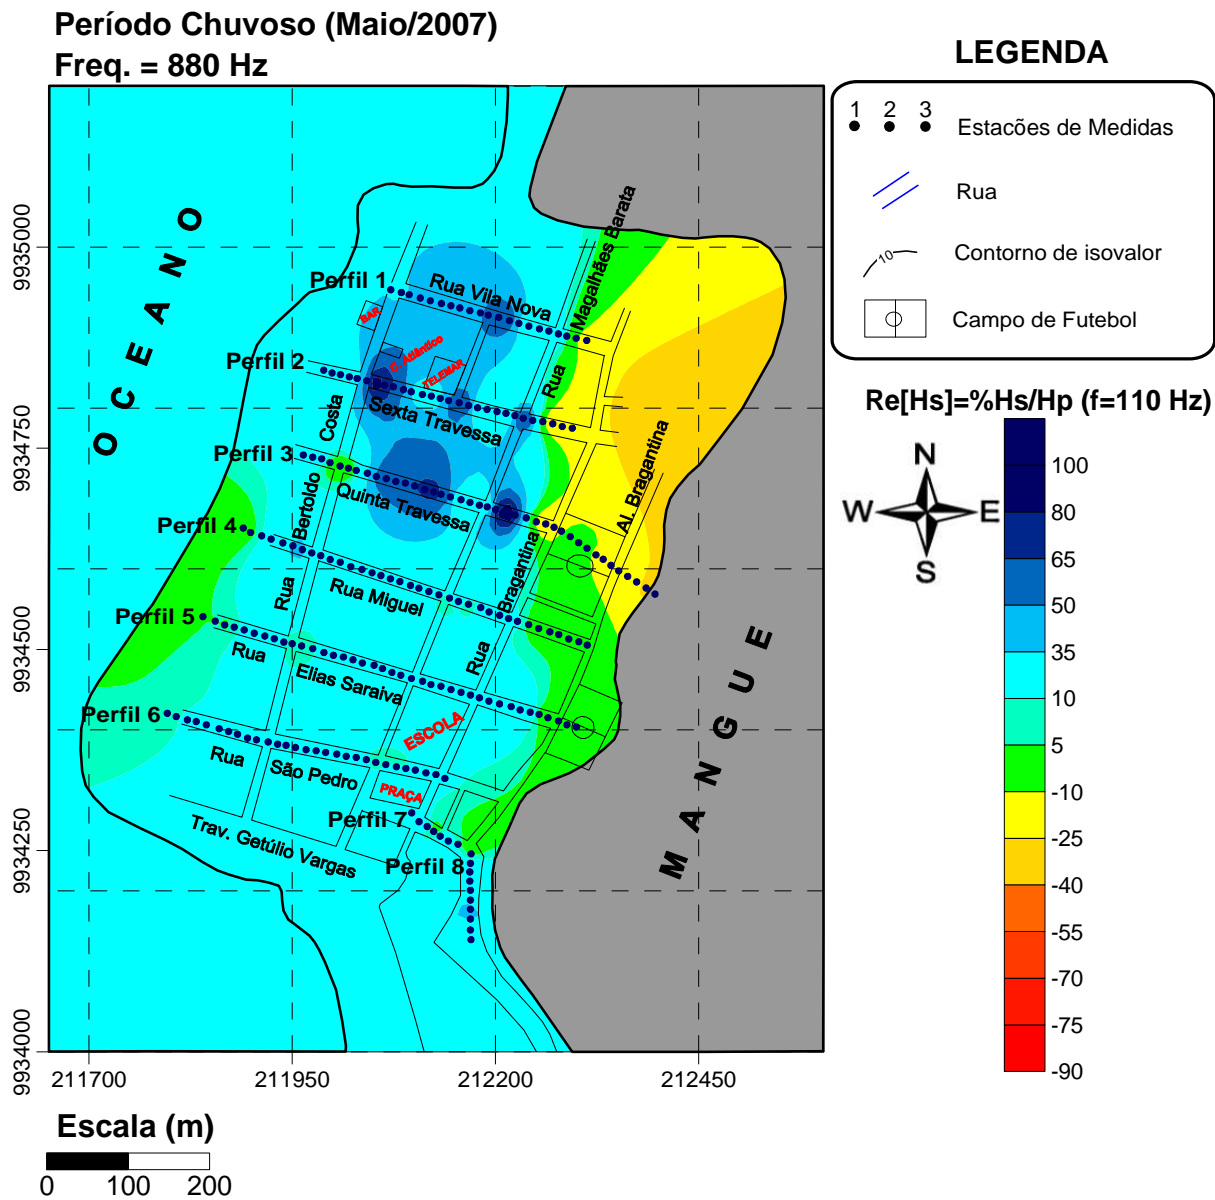 Período Chuvoso (Maio/2007)
Freq. = 880 Hz
LEGENDA
1 2 3
Estacões de Medidas
Rua
10
Contorno de isovalor
Campo de Futebol
Re[Hs]=%Hs/Hp (f=110 Hz)
100
80
65
50
35
10
5
-10
-25
-40
-55
-70
-75
-90
N
W E
S
9935000
9934750
9934500
9934250
9934000
211700 211950 212200 212450
OCEANO
MANGUE
Perfil 1
Rua Vila Nova
Magalhães Barata
Rua
BAR
C. Atlântico
TELEMAR
Perfil 2
Sexta Travessa
Costa
Perfil 3
Quinta Travessa
Al. Bragantina
Bertoldo
Perfil 4
Rua Miguel
Bragantina
Rua
Perfil 5
Rua Elias Saraiva
Rua
ESCOLA
Perfil 6
Rua São Pedro
PRAÇA
Perfil 7
Trav. Getúlio Vargas
Perfil 8
Escala (m)
0 100 200